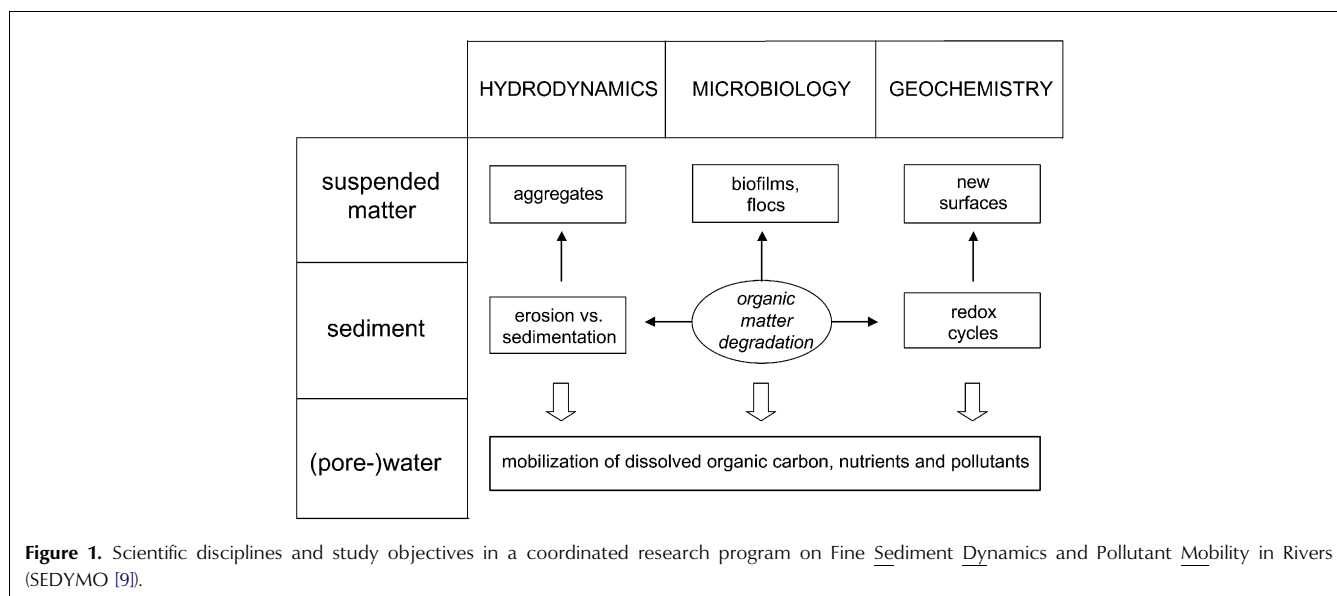 HYDRODYNAMICS MICROBIOLOGY GEOCHEMISTRY
suspended
matter
aggregates
biofilms,
flocs
new
surfaces
sediment
erosion vs.
sedimentation
organic
matter
degradation
redox
cycles
(pore-)water
mobilization of dissolved organic carbon, nutrients and pollutants
Figure 1. Scientific disciplines and study objectives in a coordinated research program on Fine Sediment Dynamics and Pollutant Mobility in Rivers
(SEDYMO [9]).